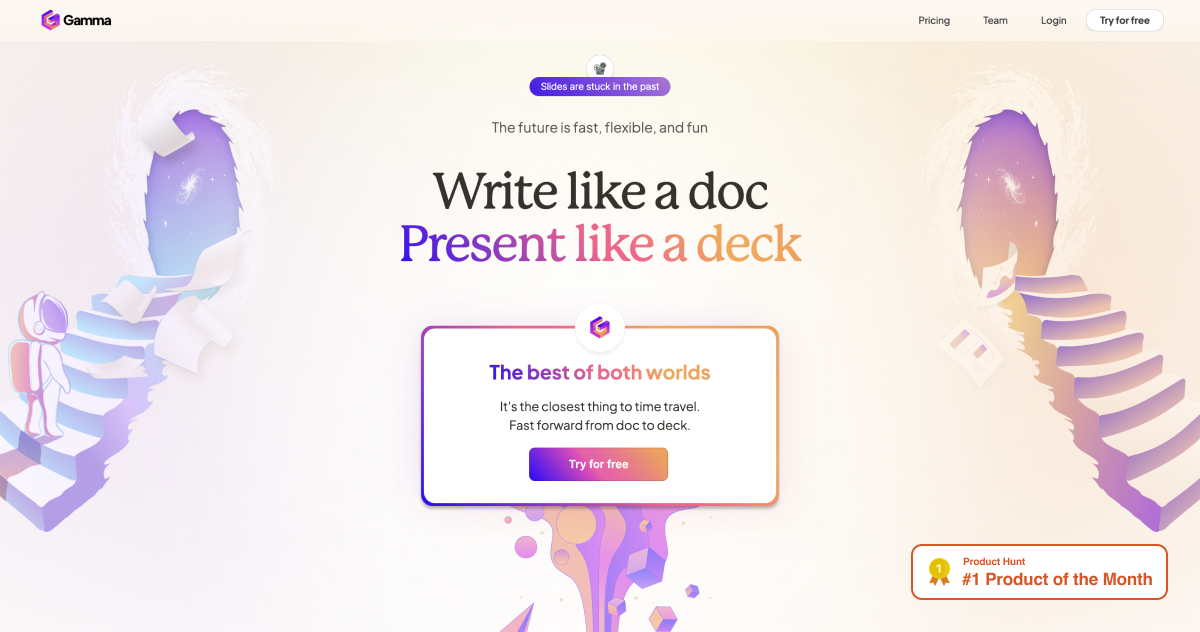 Gamma
Pricing
Team
Login
Try for free
Slides are stuck in the past
The future is fast, flexible, and fun
Write like a doc
Present like a deck
The best of both worlds
It's the closest thing to time travel.
Fast forward from doc to deck.
Try for free
1
Product Hunt
#1 Product of the Month